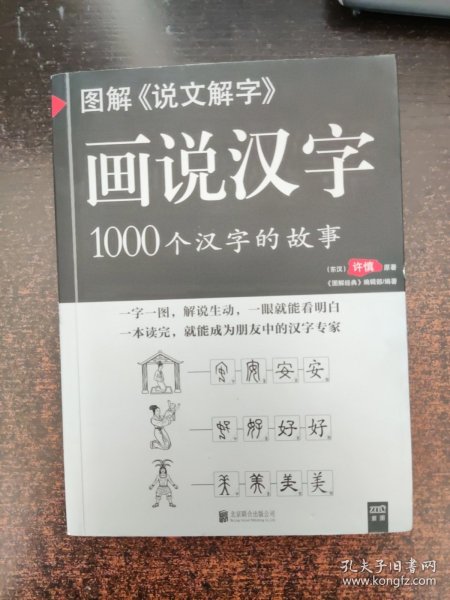 图解《说文解字》
画说汉字
1000个汉字的故事
（东汉）许慎 原著
《图解经典》编辑部/编著
一字一图，解说生动，一眼就能看明白
一本读完，就能成为朋友中的汉字专家
安 安
好 好
美 美
北京联合出版公司
紫图
孔夫子旧书网
www.kongfz.com